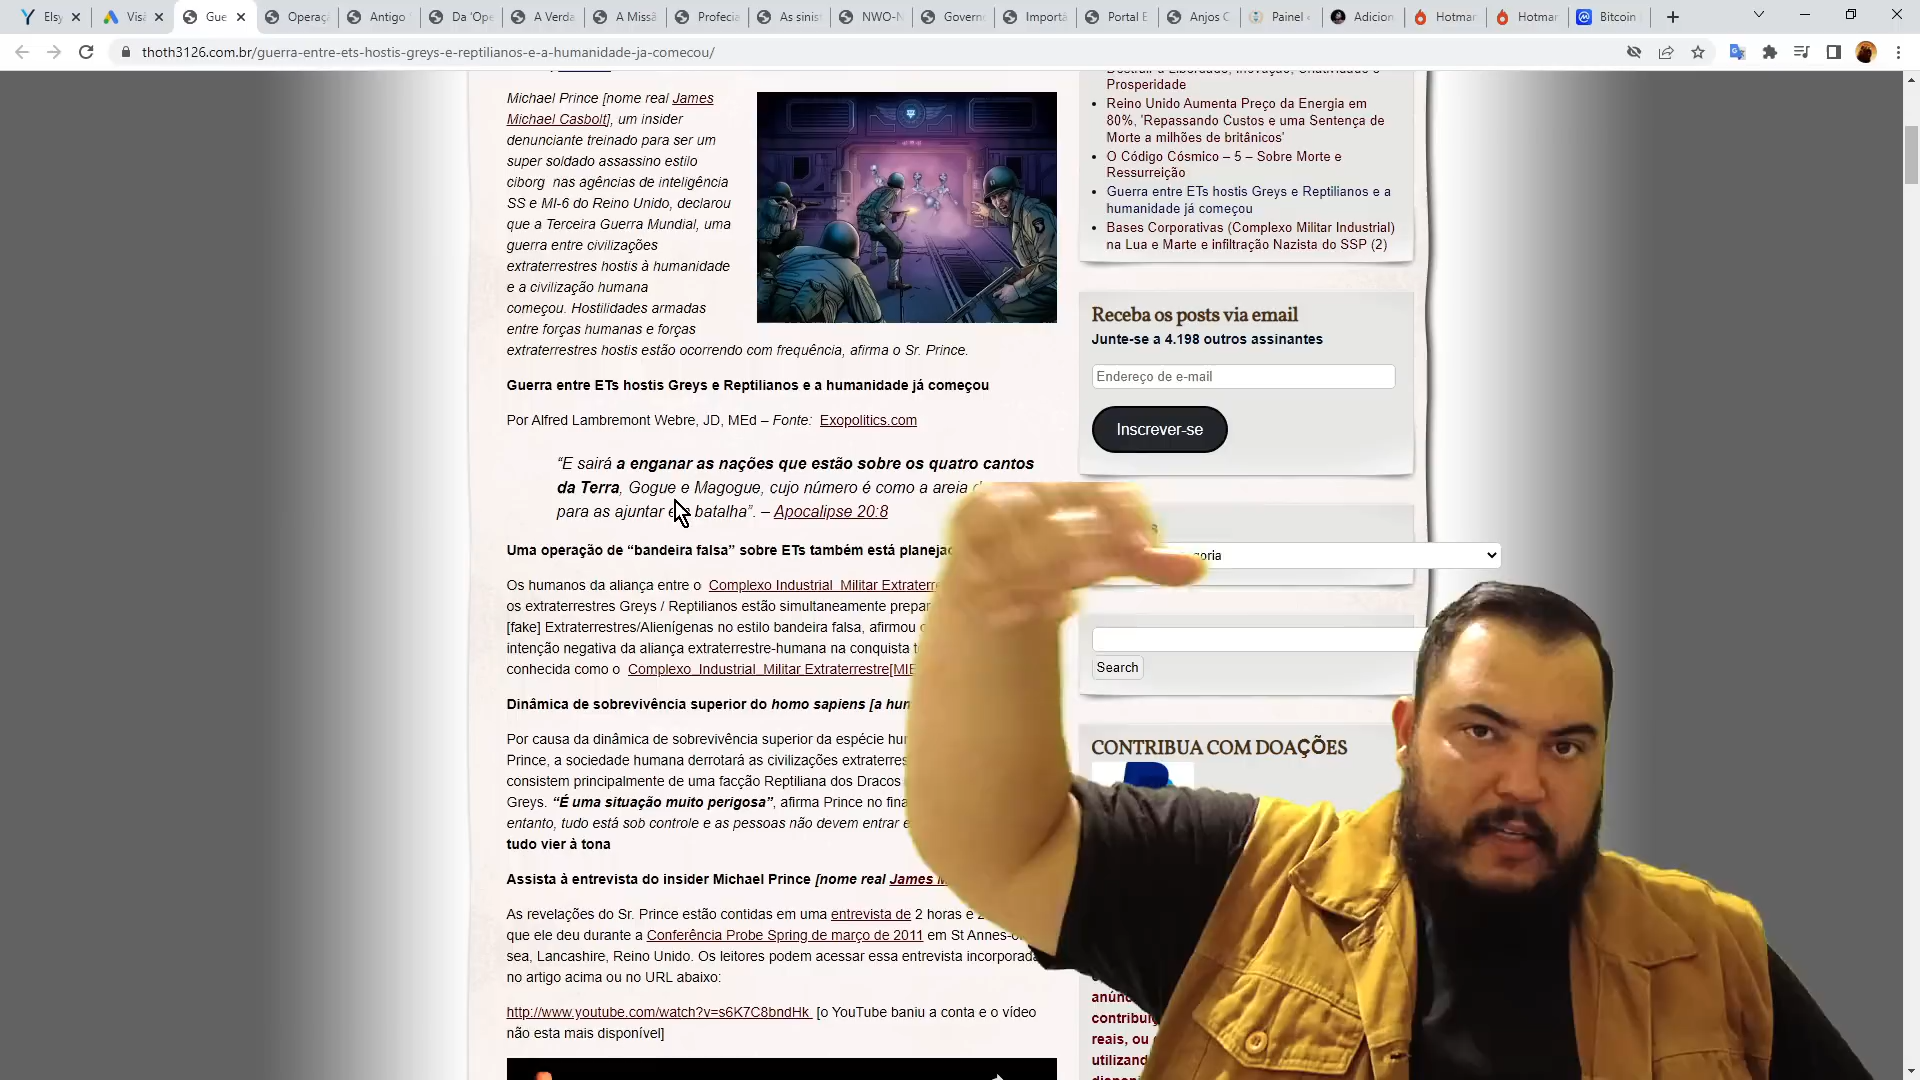 Elsy
Visã
Gue
Operaç
Antigo
Da 'Ope
A Verda
A Missã
Profecia
As sinis
NWO-N
Governo
Importâ
Portal E
Anjos C
Painel
Adicion
Hotmar
Hotmar
Bitcoin
thoth3126.com.br/guerra-entre-ets-hostis-greys-e-reptilianos-e-a-humanidade-ja-comecou/
Michael Prince [nome real James
Michael Casbolt], um insider
denunciante treinado para ser um
super soldado assassino estilo
ciborg nas agências de inteligência
SS e MI-6 do Reino Unido, declarou
que a Terceira Guerra Mundial, uma
guerra entre civilizações
extraterrestres hostis à humanidade
e a civilização humana
começou. Hostilidades armadas
entre forças humanas e forças
extraterrestres hostis estão ocorrendo com frequência, afirma o Sr. Prince.
Guerra entre ETs hostis Greys e Reptilianos e a humanidade já começou
Por Alfred Lambremont Webre, JD, MEd – Fonte: Exopolitics.com
“E sairá a enganar as nações que estão sobre os quatro cantos
da Terra, Gogue e Magogue, cujo número é como a areia
para as ajuntar batalha”. – Apocalipse 20:8
Uma operação de “bandeira falsa” sobre ETs também está planejad
Os humanos da aliança entre o Complexo Industrial_Militar Extraterre
os extraterrestres Greys / Reptilianos estão simultaneamente prepar
[fake] Extraterrestres/Alienígenas no estilo bandeira falsa, afirmou
intenção negativa da aliança extraterrestre-humana na conquista
conhecida como o Complexo_Industrial_Militar Extraterrestre[MIE
Dinâmica de sobrevivência superior do homo sapiens [a hum
Por causa da dinâmica de sobrevivência superior da espécie hum
Prince, a sociedade humana derrotará as civilizações extraterres
consistem principalmente de uma facção Reptiliana dos Dracos
Greys. “É uma situação muito perigosa”, afirma Prince no fina
entanto, tudo está sob controle e as pessoas não devem entrar e
tudo vier à tona
Assista à entrevista do insider Michael Prince [nome real James M
As revelações do Sr. Prince estão contidas em uma entrevista de 2 horas e 2
que ele deu durante a Conferência Probe Spring de março de 2011 em St Annes-o
sea, Lancashire, Reino Unido. Os leitores podem acessar essa entrevista incorporada
no artigo acima ou no URL abaixo:
http://www.youtube.com/watch?v=s6K7C8bndHk [o YouTube baniu a conta e o vídeo
não esta mais disponível]
Destruir a Liberdade, Inovação, Criatividade e
Prosperidade
Reino Unido Aumenta Preço da Energia em
80%, 'Repassando Custos e uma Sentença de
Morte a milhões de britânicos'
O Código Cósmico – 5 – Sobre Morte e
Ressurreição
Guerra entre ETs hostis Greys e Reptilianos e a
humanidade já começou
Bases Corporativas (Complexo Militar Industrial)
na Lua e Marte e infiltração Nazista do SSP (2)
Receba os posts via email
Junte-se a 4.198 outros assinantes
Endereço de e-mail
Inscrever-se
goria
Search
CONTRIBUA COM DOAÇÕES
anúnc
contribuiç
reais, ou
utilizand